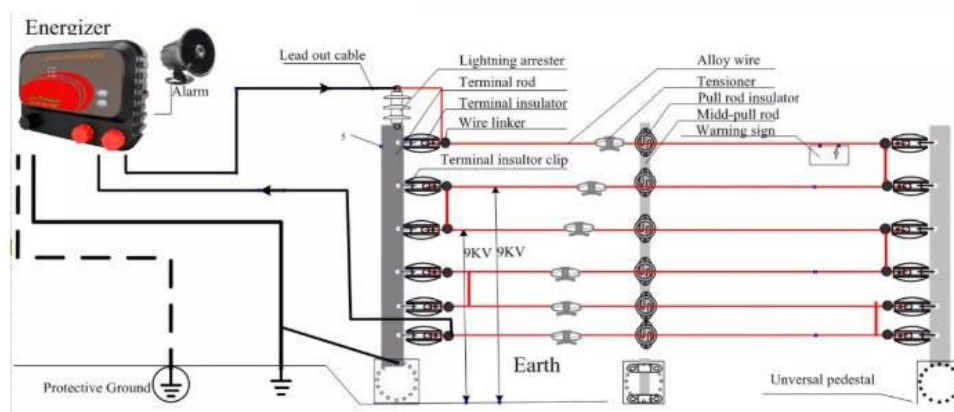 Energizer
Alarm
Lead out cable
Lightning arrester
Terminal rod
Terminal insulator
Wire linker
5
Terminal insultor clip
Alloy wire
Tensioner
Pull rod insulator
Midd-pull rod
Warning sign
9KV
9KV
Earth
Protective Ground
Unversal pedestal